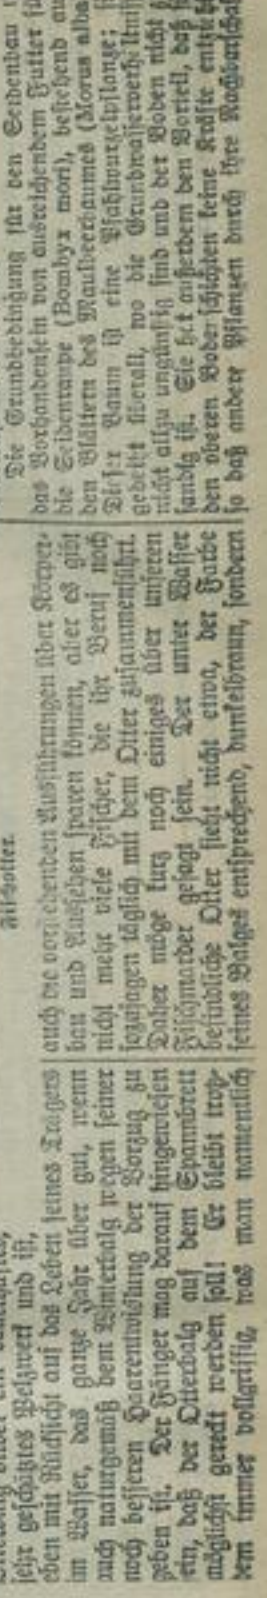 sehr geschätztes Pelzwerk und ist,
eben mit Rücksicht auf das Leben seines Trägers
im Wasser, das ganze Jahr über gut, wenn
auch naturgemäß dem Winterbalg wegen seiner
noch besseren Haarentwicklung der Vorzug zu
geben ist. Der Fänger mag darauf hingewiesen
sein, daß der Otterbalg auf dem Spannbrett
möglichst gereckt werden soll! Er bleibt trotz-
dem immer vollgriffig, was man namentlich
Fischotter.
auch die vorstehenden Ausführungen über Körper-
bau und Aussehen sparen können, aber es gibt
nicht mehr viele Fischer, die ihr Beruf noch
sozusagen täglich mit dem Otter zusammenführt.
Daher möge kurz noch einiges über unseren
Fischmarder gesagt sein. Der unter Wasser
befindliche Otter sieht nicht etwa, der Farbe
seines Balges entsprechend, dunkelbraun, sondern
Die Grundbedingung für den Seidenbau
das Vorhandensein von ausreichendem Futter
die Seidenraupe (Bombyx mori), bestehend
den Blättern des Maulbeerbaumes (Morus alba
Dieser Baum ist eine Pfahlwurzelpflanze;
gedeiht überall, wo die
nicht allzu ungünstig sind und der Boden nicht
sandig ist. Sie hat außerdem den Vorteil, daß
den oberen Bodenschichten keine Kräfte
so daß andere Pflanzen durch ihre